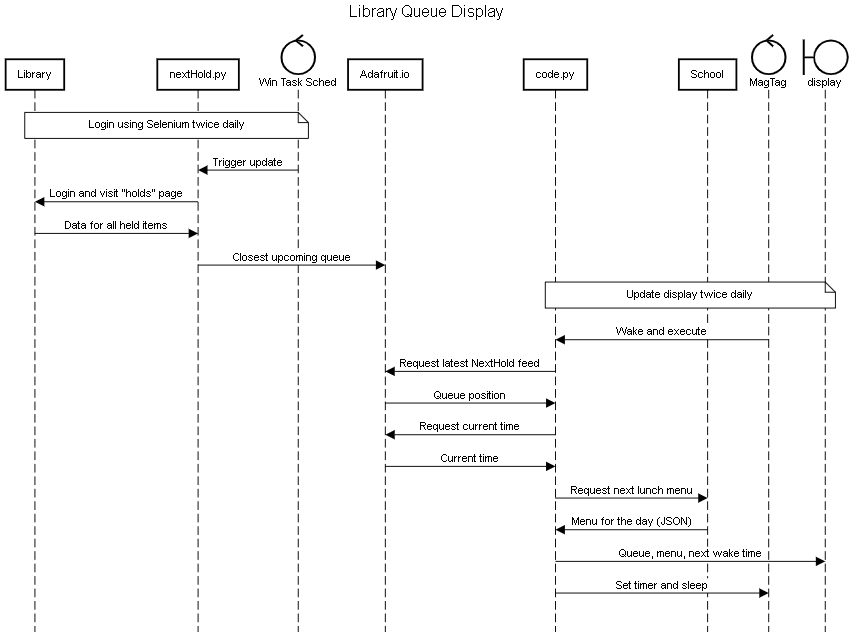 Library Queue Display
Library
nextHold.py
Win Task Sched
Adafruit.io
code.py
School
MagTag
display
Login using Selenium twice daily
Trigger update
Login and visit "holds" page
Data for all held items
Closest upcoming queue
Update display twice daily
Wake and execute
Request latest NextHold feed
Queue position
Request current time
Current time
Request next lunch menu
Menu for the day (JSON)
Queue, menu, next wake time
Set timer and sleep